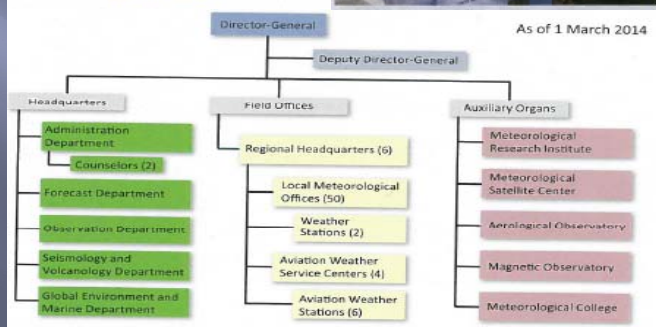 Director-General
As of 1 March 2014
Deputy Director-General
Headquarters
Administration
Department
Counselors (2)
Forecast Department
Observation Department
Seismology and
Volcanology Department
Global Environment and
Marine Department
Field Offices
Regional Headquarters (6)
Local Meteorological
Offices (50)
Weather
Stations (2)
Aviation Weather
Service Centers (4)
Aviation Weather
Stations (6)
Auxiliary Organs
Meteorological
Research Institute
Meteorological
Satellite Center
Aerological Observatory
Magnetic Observatory
Meteorological College